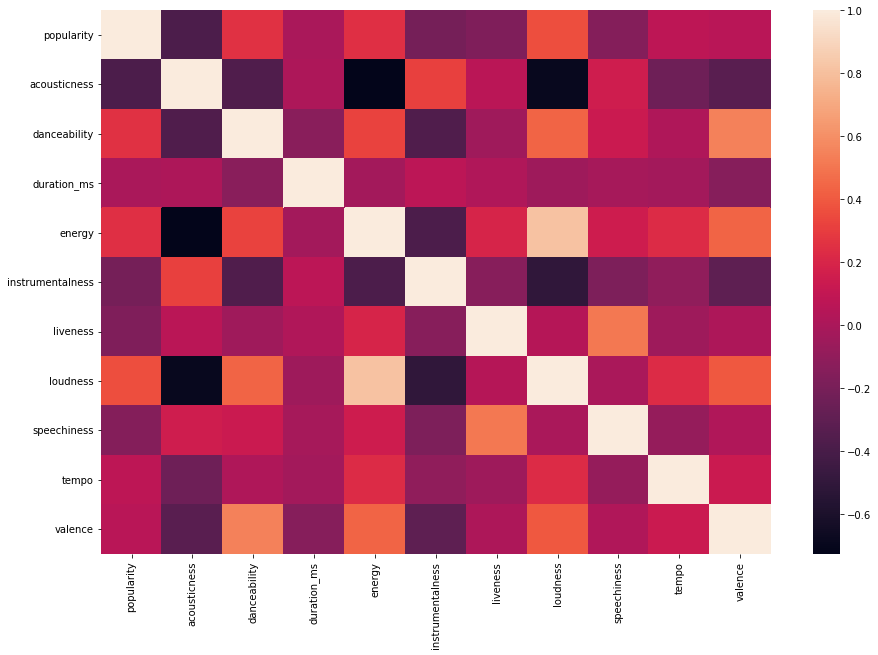 popularity
acousticness
danceability
duration_ms
energy
instrumentalness
liveness
loudness
speechiness
tempo
valence
popularity
acousticness
danceability
duration_ms
energy
instrumentalness
liveness
loudness
speechiness
tempo
valence
1.0
0.8
0.6
0.4
0.2
0.0
−0.2
−0.4
−0.6